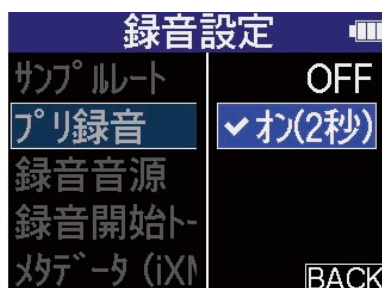 録音設定
サンプルレート
プリ録音
録音音源
録音開始ト-
メタデータ (iXM
OFF
✔オン(2秒)
BACK